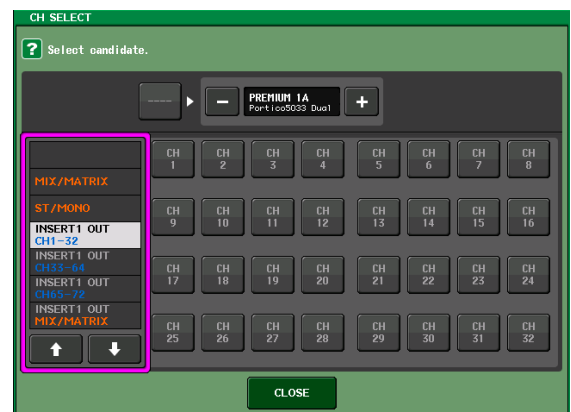 CH SELECT
? Select candidate.
----
− PREMIUM 1A +
Portico5033 Dual
MIX/MATRIX
ST/MONO
INSERT1 OUT
CH1-32
INSERT1 OUT
CH33-64
INSERT1 OUT
CH65-72
INSERT1 OUT
MIX/MATRIX
CH 1
CH 2
CH 3
CH 4
CH 5
CH 6
CH 7
CH 8
CH 9
CH 10
CH 11
CH 12
CH 13
CH 14
CH 15
CH 16
CH 17
CH 18
CH 19
CH 20
CH 21
CH 22
CH 23
CH 24
CH 25
CH 26
CH 27
CH 28
CH 29
CH 30
CH 31
CH 32
CLOSE